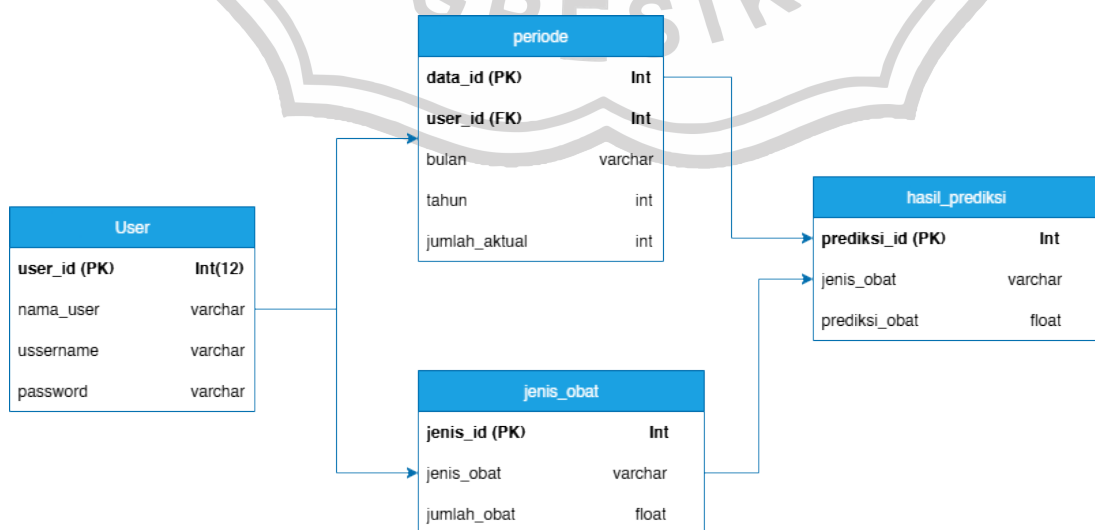 GRESIK
periode
data_id (PK) Int
user_id (FK) Int
bulan varchar
tahun int
jumlah_aktual int
User
user_id (PK) Int(12)
nama_user varchar
ussername varchar
password varchar
hasil_prediksi
prediksi_id (PK) Int
jenis_obat varchar
prediksi_obat float
jenis_obat
jenis_id (PK) Int
jenis_obat varchar
jumlah_obat float